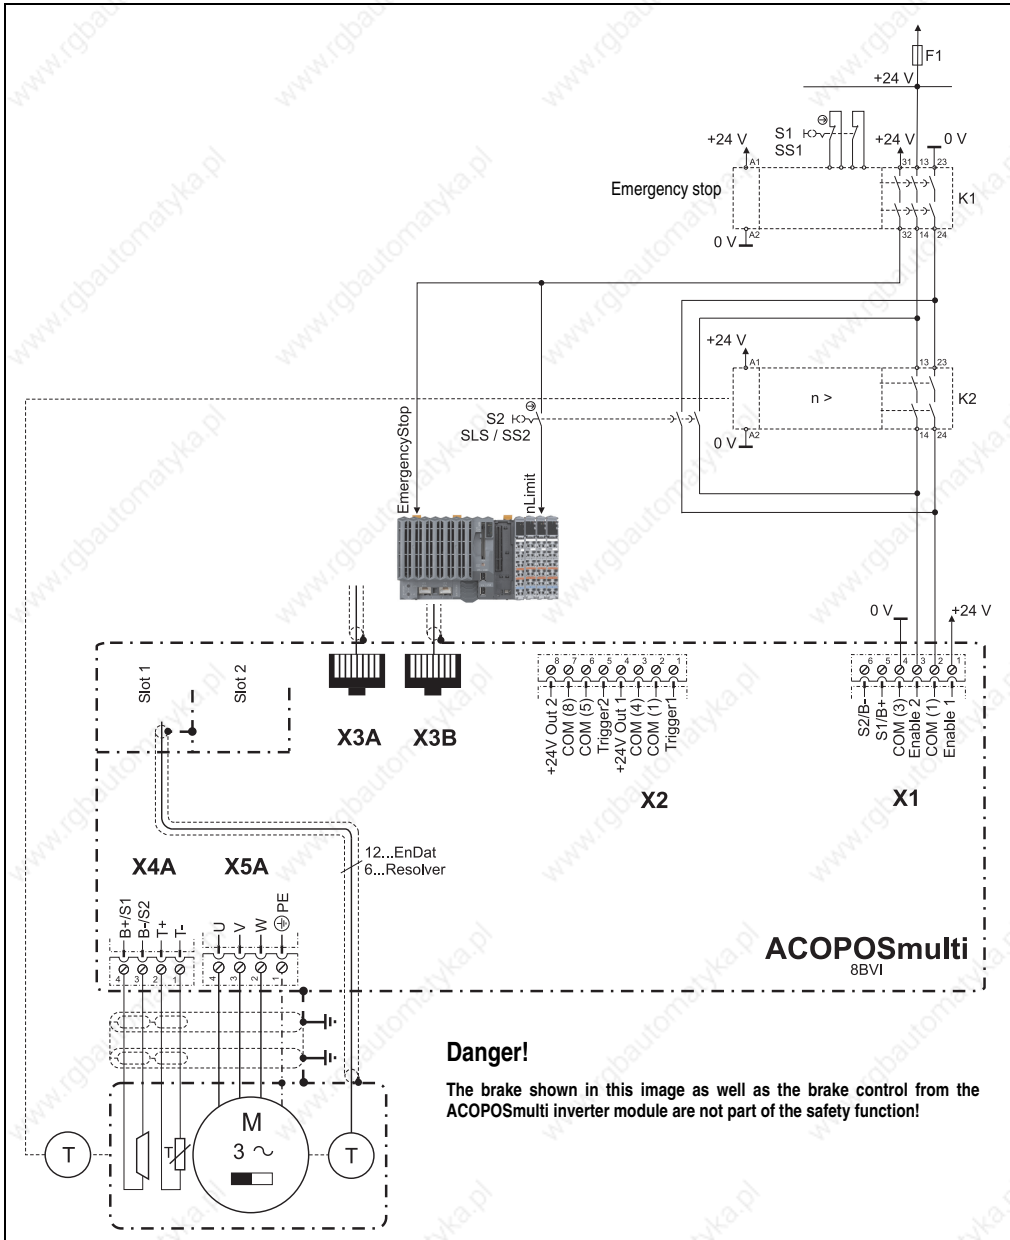 F1
+24 V
S1
SS1
+24 V
+24 V
0 V
A1
31 13 23
Emergency stop
K1
0 V
A2
32 14 24
+24 V
A1
13 23
n >
K2
S2
SLS / SS2
0 V
A2
14 24
EmergencyStop
nLimit
0 V
+24 V
Slot 1
Slot 2
X3A
X3B
8 7 6 5 4 3 2 1
+24V Out 2
COM (8)
COM (5)
Trigger2
+24V Out 1
COM (4)
COM (1)
Trigger1
X2
6 5 4 3 2 1
S2/B-
S1/B+
COM (3)
Enable 2
COM (1)
Enable 1
X1
12...EnDat
6...Resolver
X4A
X5A
B+/S1
B-/S2
T+
T-
U
V
W
PE
4 3 2 1
4 3 2 1
ACOPOSmulti
8BVI
Danger!
The brake shown in this image as well as the brake control from the
ACOPOSmulti inverter module are not part of the safety function!
T
T
M
3 ~
T
www.rgbautomatyka.pl